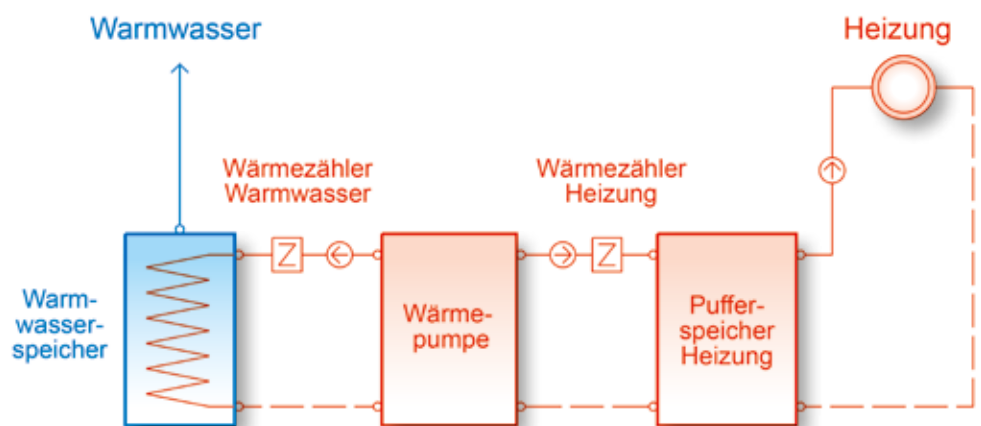 Warmwasser
Heizung
Wärmezähler
Warmwasser
Wärmezähler
Heizung
Z
Z
Warm-
wasser-
speicher
Wärme-
pumpe
Puffer-
speicher
Heizung